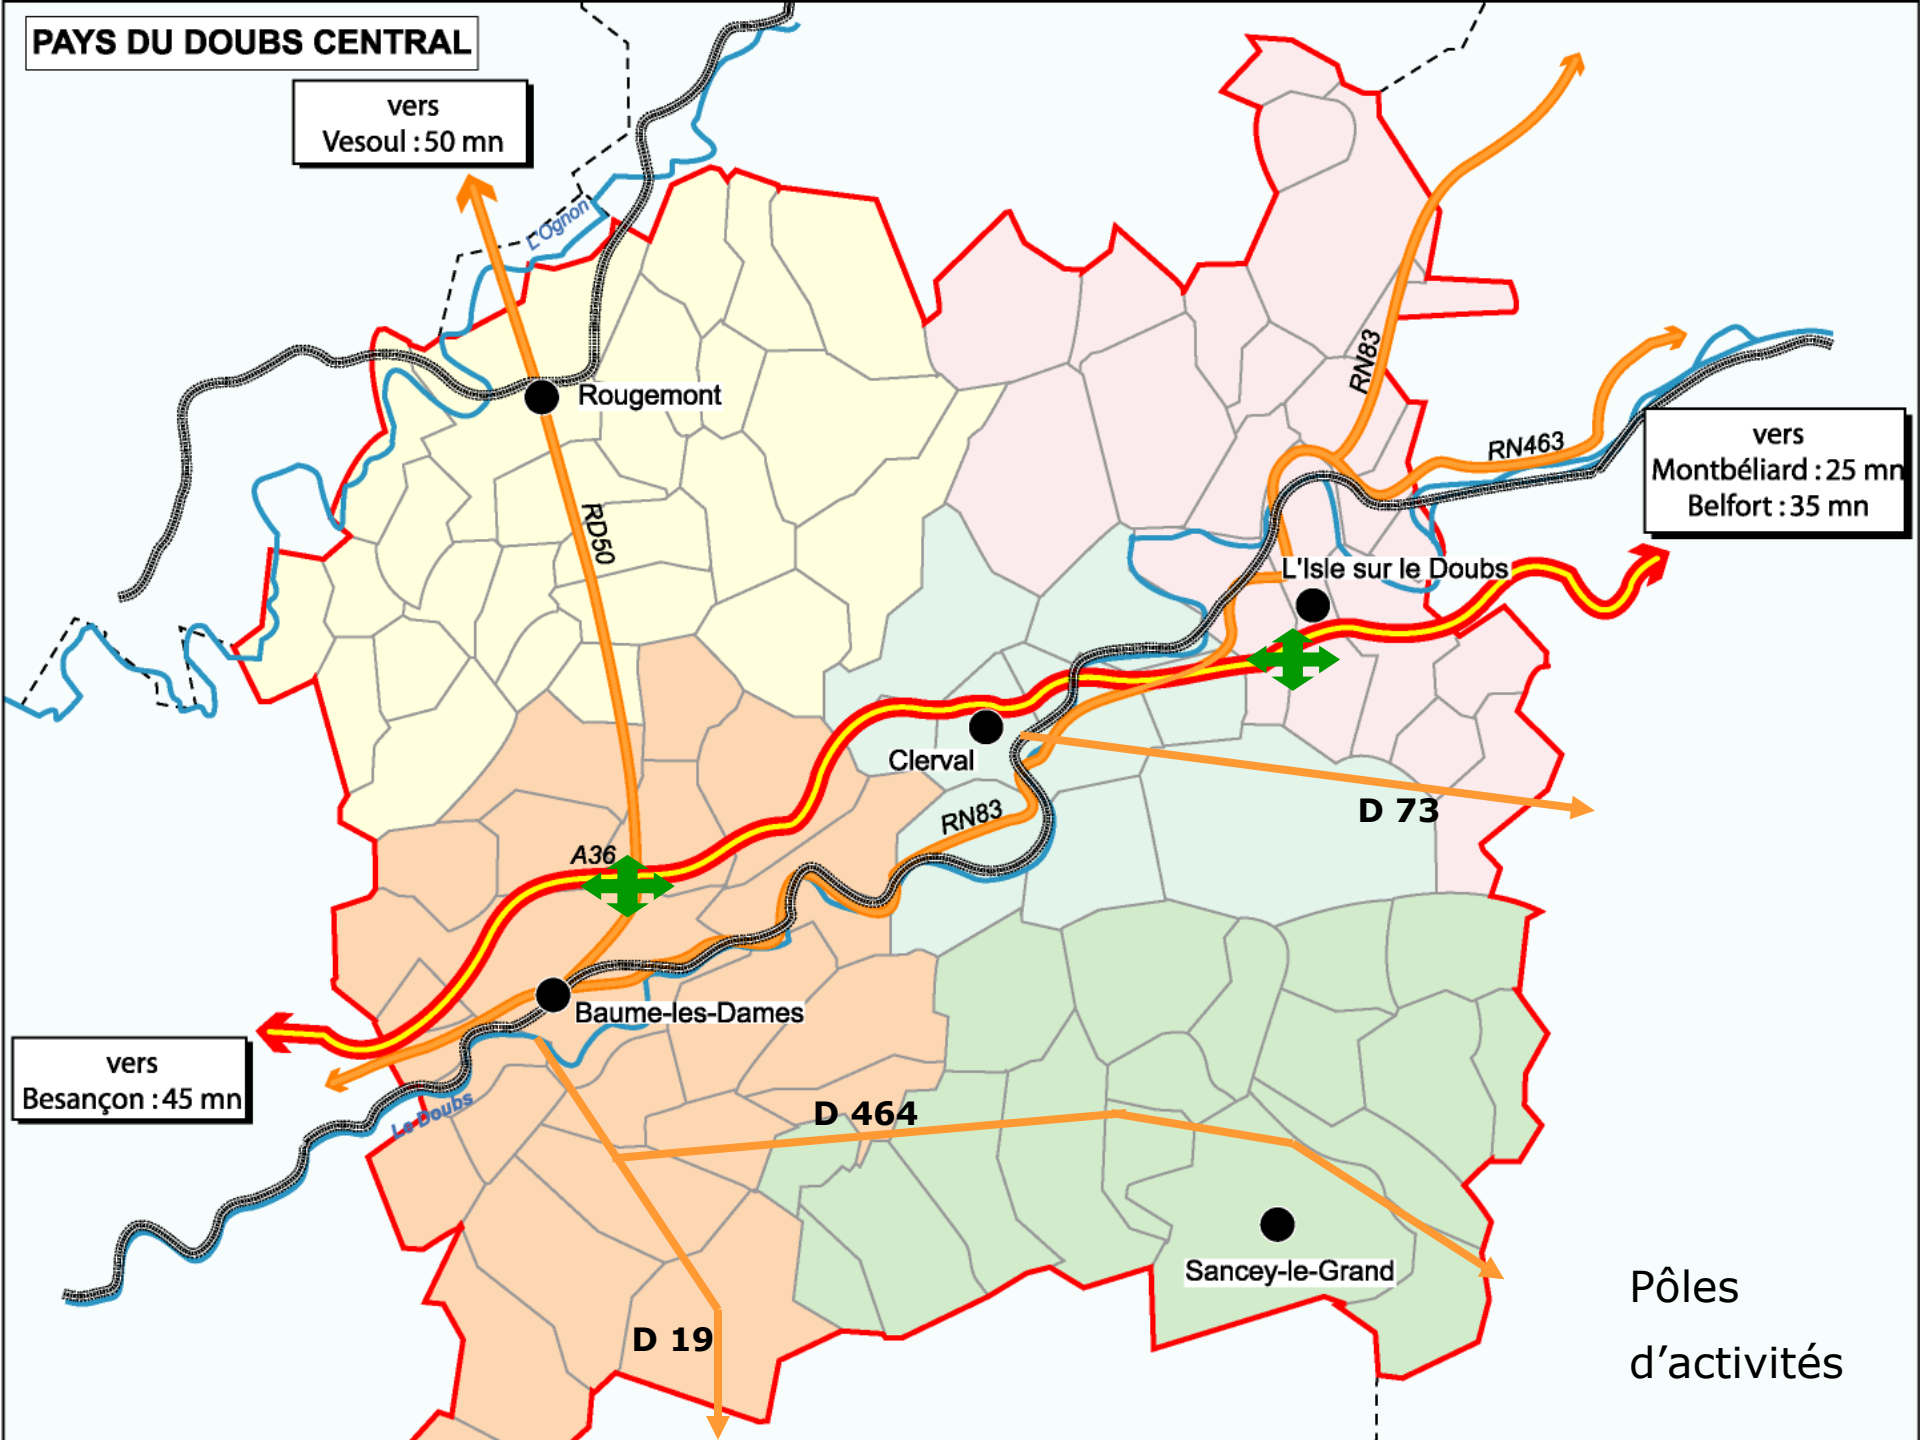 PAYS DU DOUBS CENTRAL
vers
Vesoul : 50 mn
L'Ognon
Rougemont
RN83
RN463
vers
Montbéliard : 25 mn
Belfort : 35 mn
RD50
L'Isle sur le Doubs
Clerval
D 73
RN83
A36
Baume-les-Dames
vers
Besançon : 45 mn
Le Doubs
D 464
Sancey-le-Grand
D 19
Pôles
d’activités